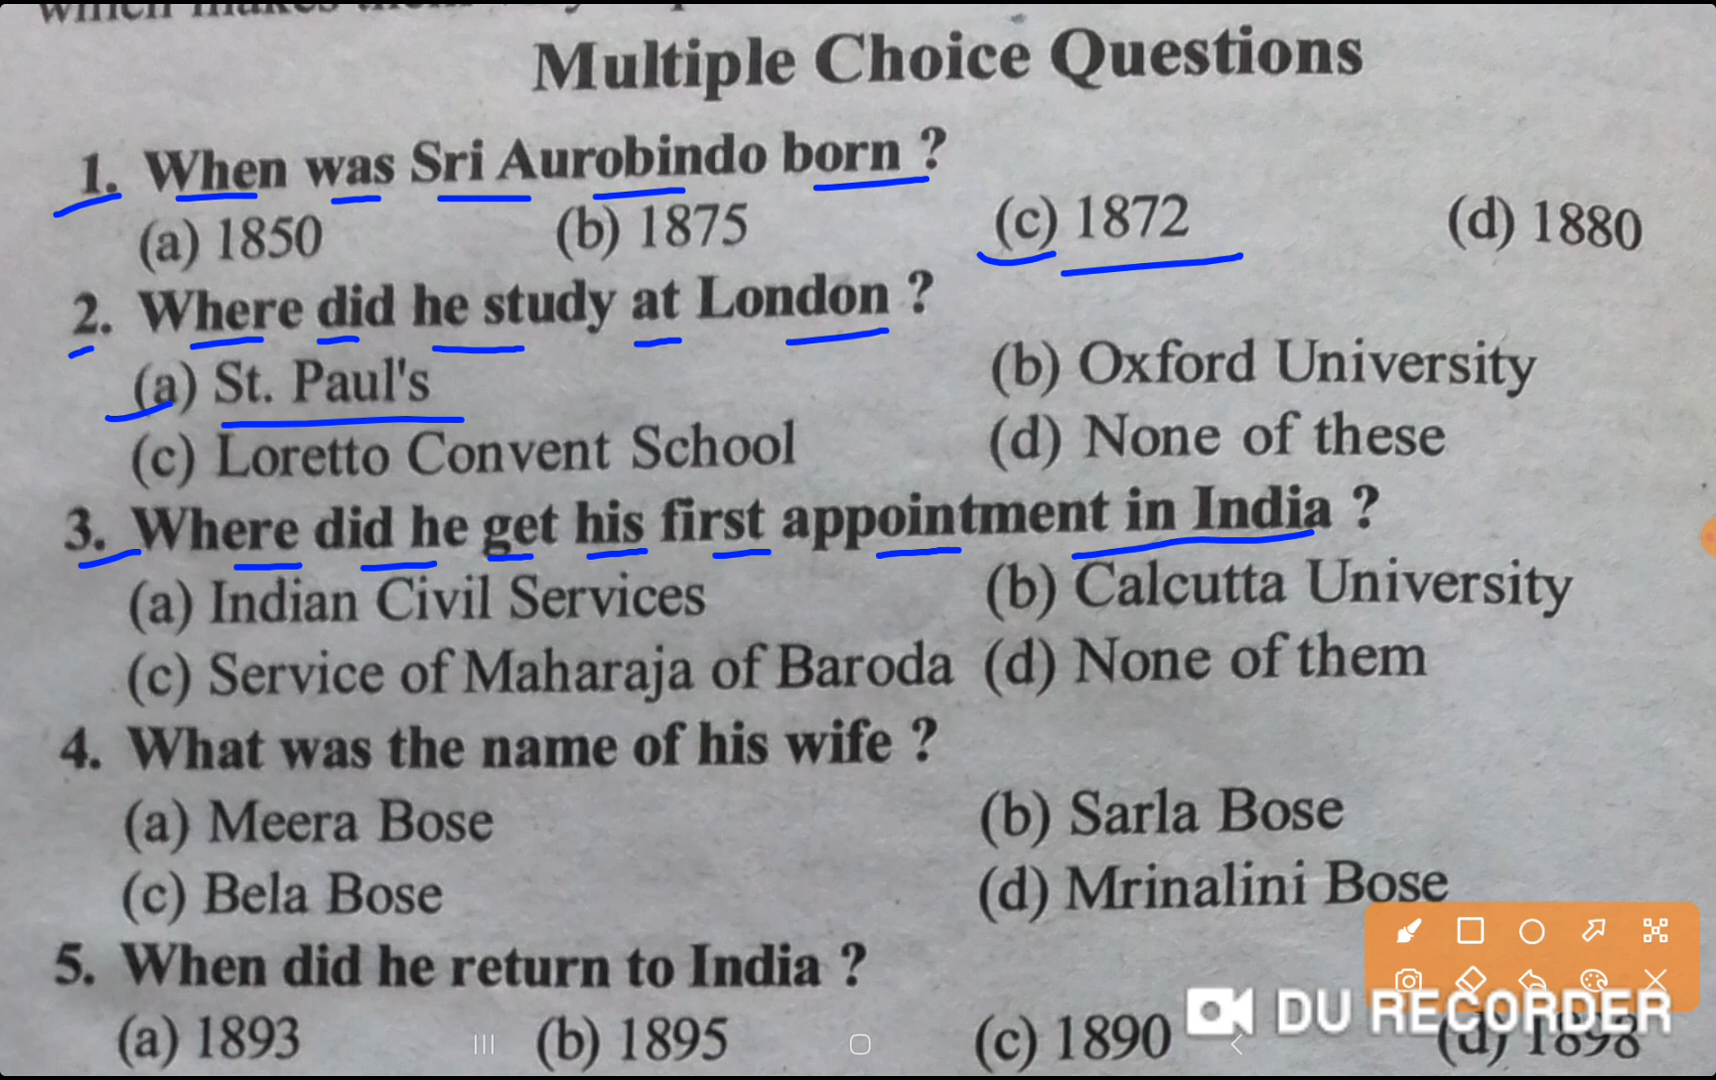 which makes
Multiple Choice Questions
1. When was Sri Aurobindo born ?
(a) 1850 (b) 1875 (c) 1872 (d) 1880
2. Where did he study at London ?
(a) St. Paul's (b) Oxford University
(c) Loretto Convent School (d) None of these
3. Where did he get his first appointment in India ?
(a) Indian Civil Services (b) Calcutta University
(c) Service of Maharaja of Baroda (d) None of them
4. What was the name of his wife ?
(a) Meera Bose (b) Sarla Bose
(c) Bela Bose (d) Mrinalini Bose
5. When did he return to India ?
(a) 1893 (b) 1895 (c) 1890 (d) 1898
DU RECORDER